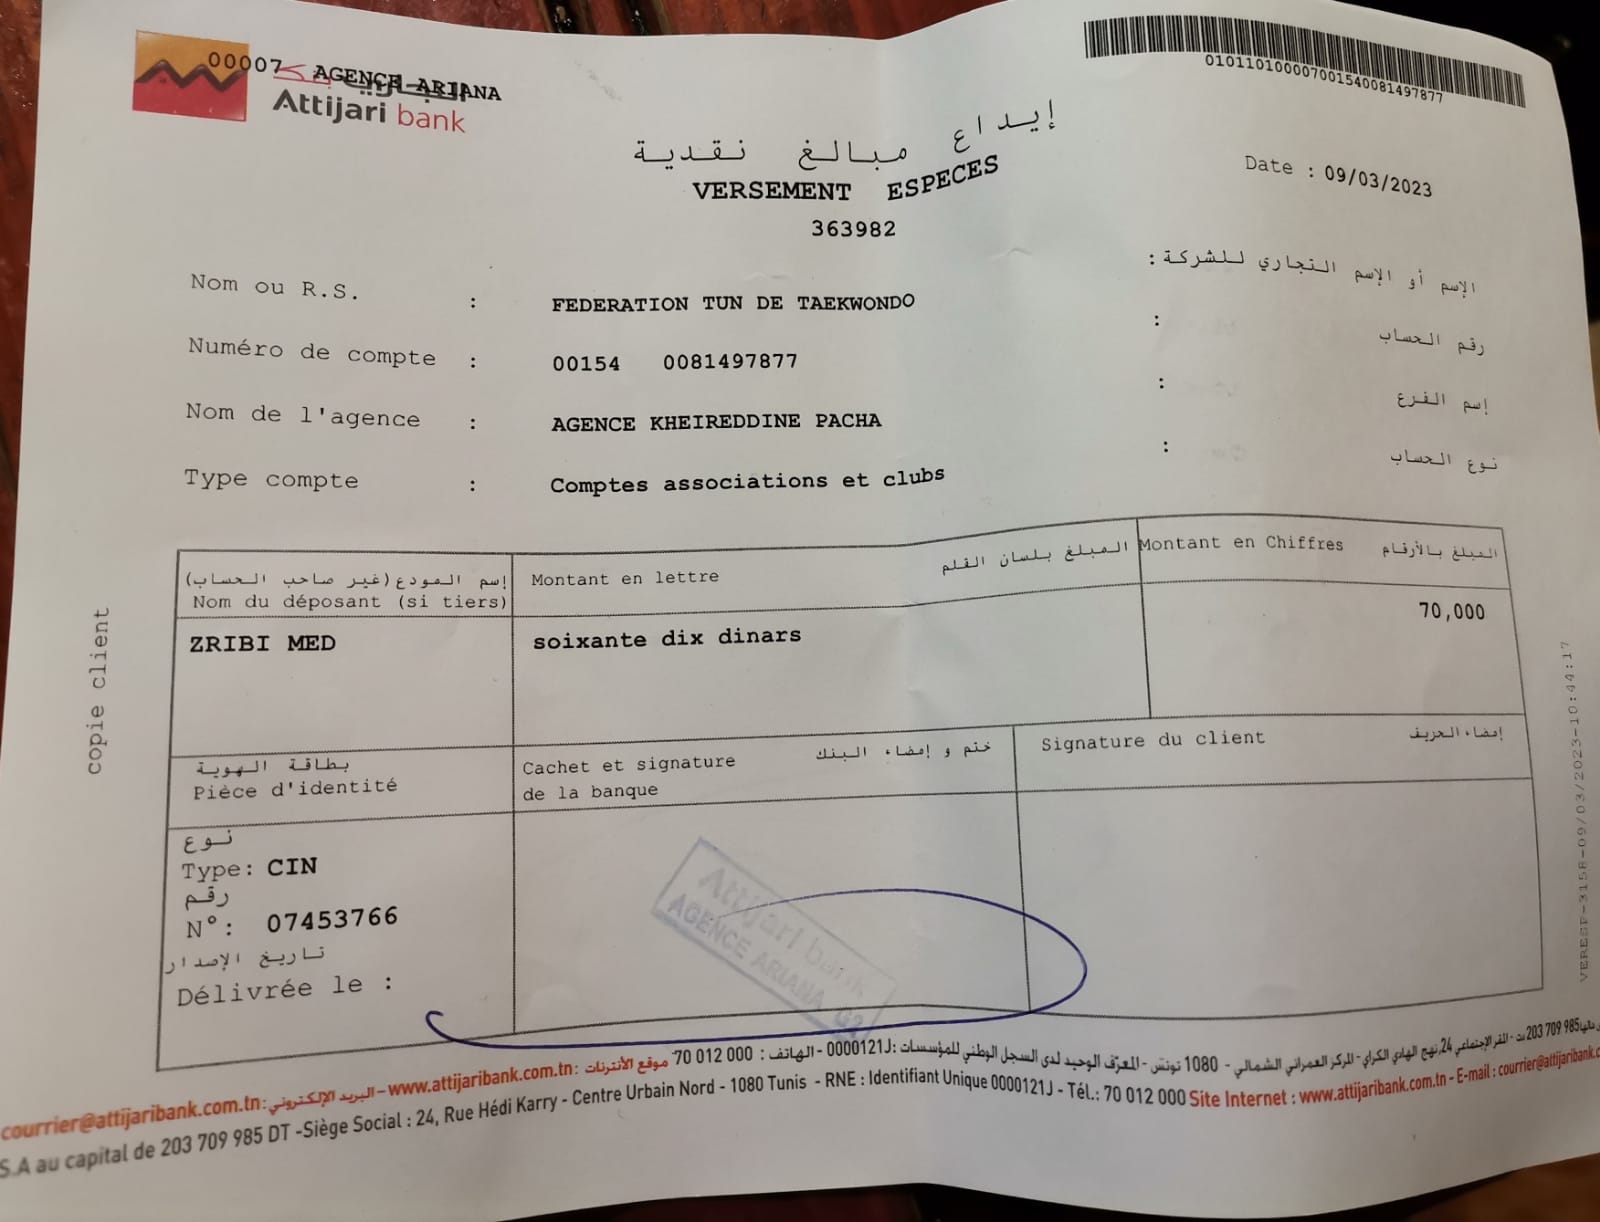 00007 AGENCE ARIANA
Attijari bank
010110100007001540081497877
إيداع مبالغ نقدية
VERSEMENT ESPECES
363982
Date : 09/03/2023
Nom ou R.S. : FEDERATION TUN DE TAEKWONDO : الإسم أو الإسم التجاري للشركة
Numéro de compte : 00154 0081497877 : رقم الحساب
Nom de l'agence : AGENCE KHEIREDDINE PACHA : إسم الفرع
Type compte : Comptes associations et clubs : نوع الحساب
إسم المودع(غير صاحب الحساب)
Nom du déposant (si tiers)
Montant en lettre المبلغ بلسان القلم
Montant en Chiffres المبلغ بالأرقام
ZRIBI MED
soixante dix dinars
70,000
بطاقة الهوية
Pièce d'identité
Cachet et signature ختم و إمضاء البنك
de la banque
Signature du client إمضاء الحريف
نوع
Type: CIN
رقم
N°: 07453766
تاريخ الإصدار
Délivrée le :
Attijari bank
AGENCE ARIANA
copie client
VERESP-3158-09/03/2023-10:44:17
203 709 985 دت - المقر الإجتماعي 24, نهج الهادي الكراي - المركز العمراني الشمالي - 1080 تونس - المعرّف الوحيد لدى السجل الوطني للمؤسسات :0000121J - الهاتف : 70 012 000 موقع الأنترنات : www.attijaribank.com.tn - البريد الإلكتروني : courrier@attijaribank.com.tn
S.A au capital de 203 709 985 DT -Siège Social : 24, Rue Hédi Karry - Centre Urbain Nord - 1080 Tunis - RNE : Identifiant Unique 0000121J - Tél.: 70 012 000 Site Internet : www.attijaribank.com.tn - E-mail : courrier@attijaribank.c